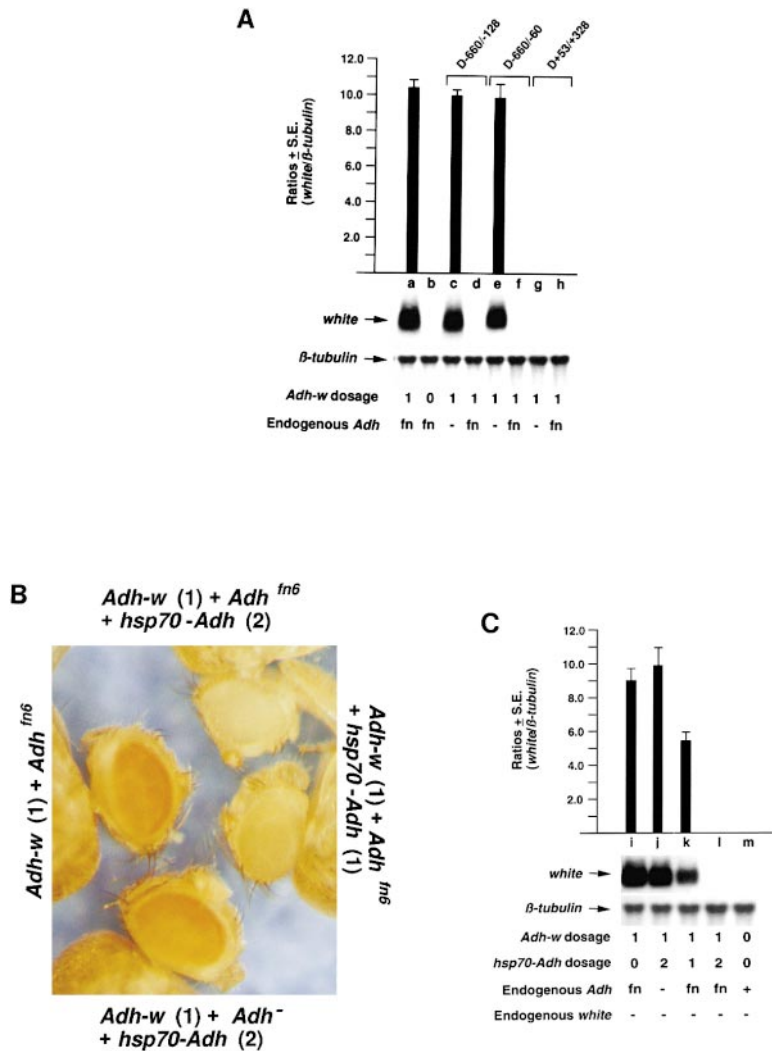 A
D-660/-128
D-660/-60
D+53/+328
Ratios ± S.E.
(white/ß-tubulin)
12.0
10.0
8.0
6.0
4.0
2.0
a b c d e f g h
white
ß-tubulin
Adh-w dosage 1 0 1 1 1 1 1 1
Endogenous Adh fn fn - fn - fn - fn
B
Adh-w (1) + Adh fn6
+ hsp70-Adh (2)
Adh-w (1) + Adh fn6
Adh-w (1) + Adh fn6
+ hsp70-Adh (1)
Adh-w (1) + Adh-
+ hsp70-Adh (2)
C
Ratios ± S.E.
(white/ß-tubulin)
12.0
10.0
8.0
6.0
4.0
2.0
i j k l m
white
ß-tubulin
Adh-w dosage 1 1 1 1 0
hsp70-Adh dosage 0 2 1 2 0
Endogenous Adh fn - fn fn +
Endogenous white - - - - -